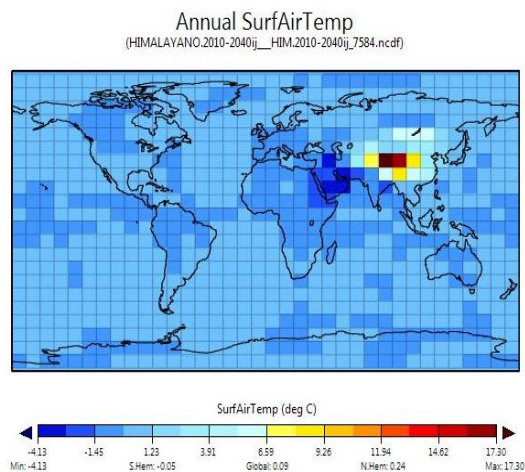 Annual SurfAirTemp
(HIMALAYANO.2010-2040ij__HIM.2010-2040ij_7584.ncdf)
SurfAirTemp (deg C)
-4.13 -1.45 1.23 3.91 6.59 9.26 11.94 14.62 17.30
Min: -4.13 S.Hem: -0.05 Global: 0.09 N.Hem: 0.24 Max: 17.30